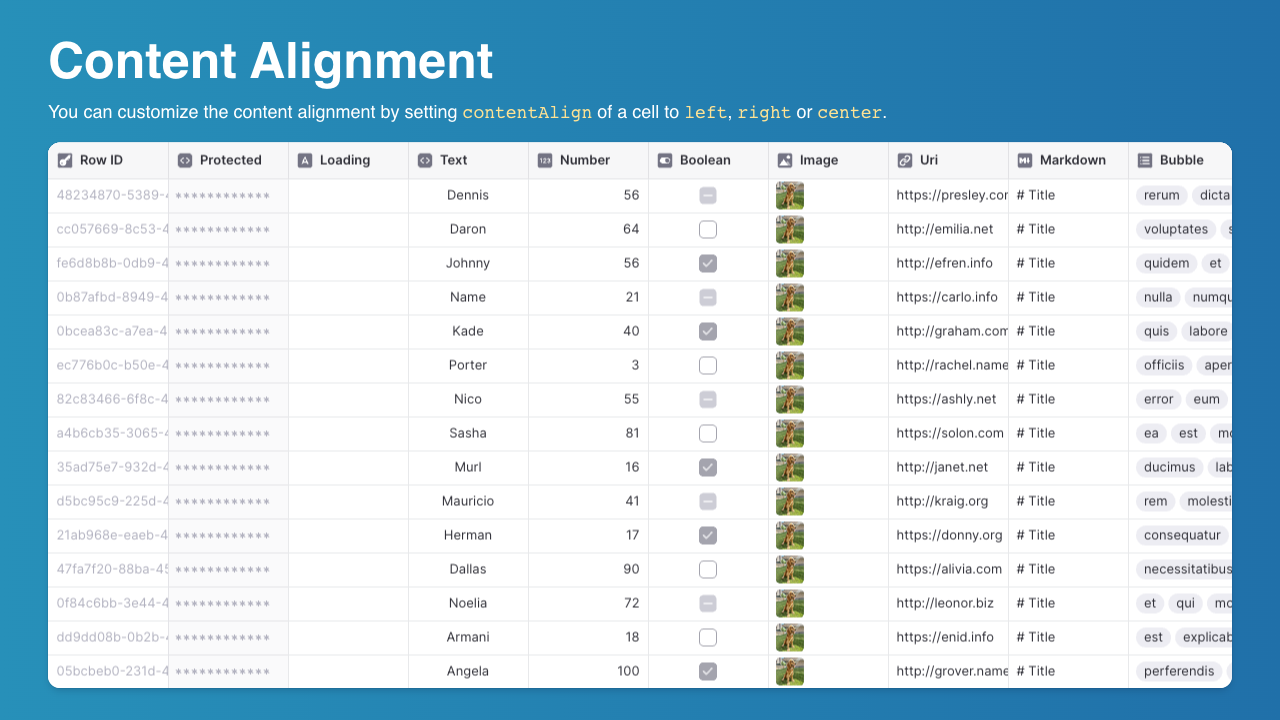 Content Alignment
You can customize the content alignment by setting contentAlign of a cell to left, right or center.
Row ID Protected Loading Text Number Boolean Image Uri Markdown Bubble
48234870-5389-4 ************ Dennis 56 https://presley.com # Title rerum dicta
cc057669-8c53-4 ************ Daron 64 http://emilia.net # Title voluptates s
************ Johnny 56 http://efren.info # Title quidem et
0b87afbd-8949-4 ************ Name 21 https://carlo.info # Title nulla numqu
0bcea83c-a7ea-4 ************ Kade 40 http://graham.com # Title quis labore
ec776b0c-b50e-4 ************ Porter 3 https://rachel.name # Title officiis aper
82c83466-6f8c-4 ************ Nico 55 https://ashly.net # Title error eum
a4b6cb35-3065-4 ************ Sasha 81 https://solon.com # Title ea est mo
35ad75e7-932d-4 ************ Murl 16 http://janet.net # Title ducimus lab
************ Mauricio 41 http://kraig.org # Title rem molesti
21ab968e-eaeb-4 ************ Herman 17 https://donny.org # Title consequatur
47fa7f20-88ba-45 ************ Dallas 90 https://alivia.com # Title necessitatibus
0f84c6bb-3e44-4 ************ Noelia 72 http://leonor.biz # Title et qui mo
dd9dd08b-0b2b-4 ************ Armani 18 https://enid.info # Title est explicab
05bcbeb0-231d-4 ************ Angela 100 http://grover.name # Title perferendis